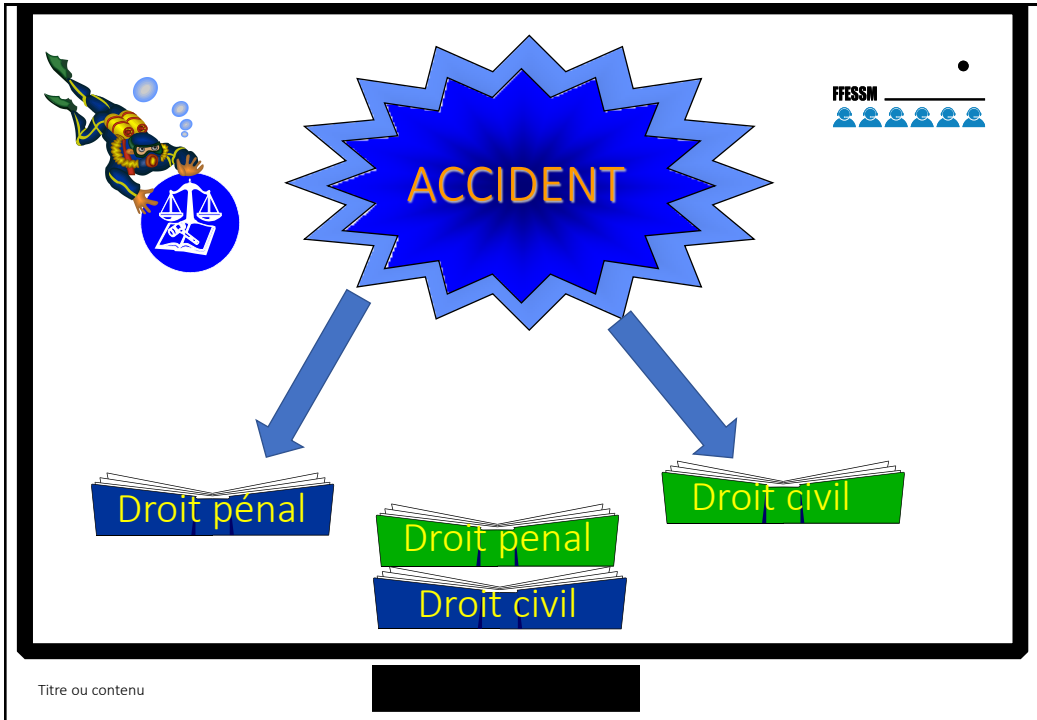 FFESSM
ACCIDENT
Droit pénal
Droit civil
Droit penal
Droit civil
Titre ou contenu